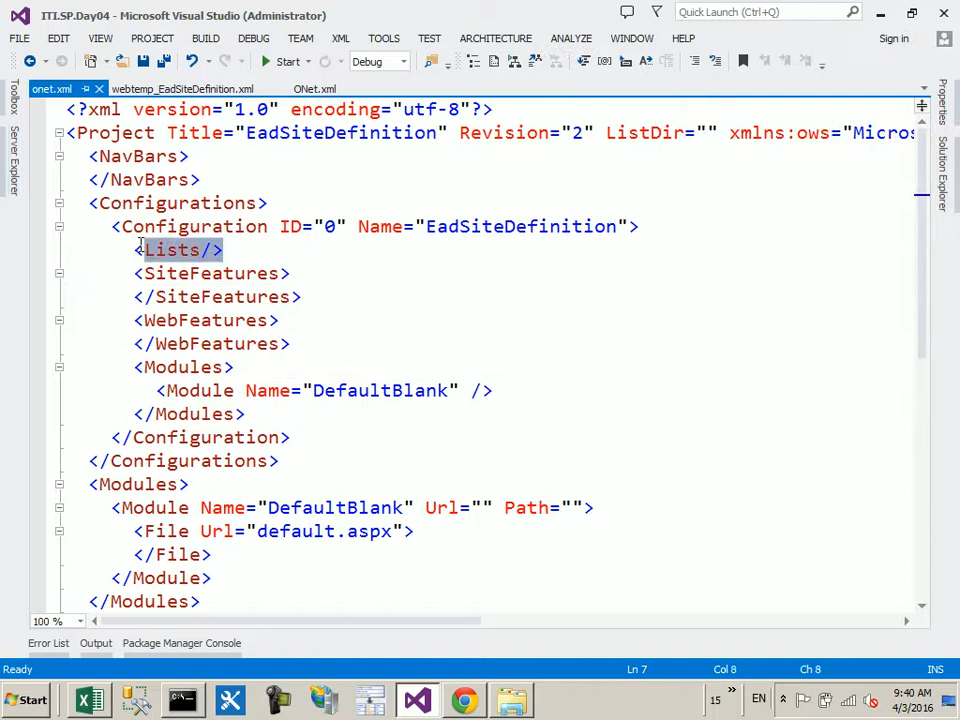 ITI.SP.Day04 - Microsoft Visual Studio (Administrator)
Quick Launch (Ctrl+Q)
FILE EDIT VIEW PROJECT BUILD DEBUG TEAM XML TOOLS TEST ARCHITECTURE ANALYZE WINDOW HELP Sign in
Start Debug
onet.xml webtemp_EadSiteDefinition.xml ONet.xml
Toolbox
Server Explorer
Properties
Solution Explorer
<?xml version="1.0" encoding="utf-8"?>
<Project Title="EadSiteDefinition" Revision="2" ListDir="" xmlns:ows="Micros
<NavBars>
</NavBars>
<Configurations>
<Configuration ID="0" Name="EadSiteDefinition">
<Lists/>
<SiteFeatures>
</SiteFeatures>
<WebFeatures>
</WebFeatures>
<Modules>
<Module Name="DefaultBlank" />
</Modules>
</Configuration>
</Configurations>
<Modules>
<Module Name="DefaultBlank" Url="" Path="">
<File Url="default.aspx">
</File>
</Module>
</Modules>
100 %
Error List Output Package Manager Console
Ready Ln 7 Col 8 Ch 8 INS
Start 15 EN 9:40 AM
4/3/2016